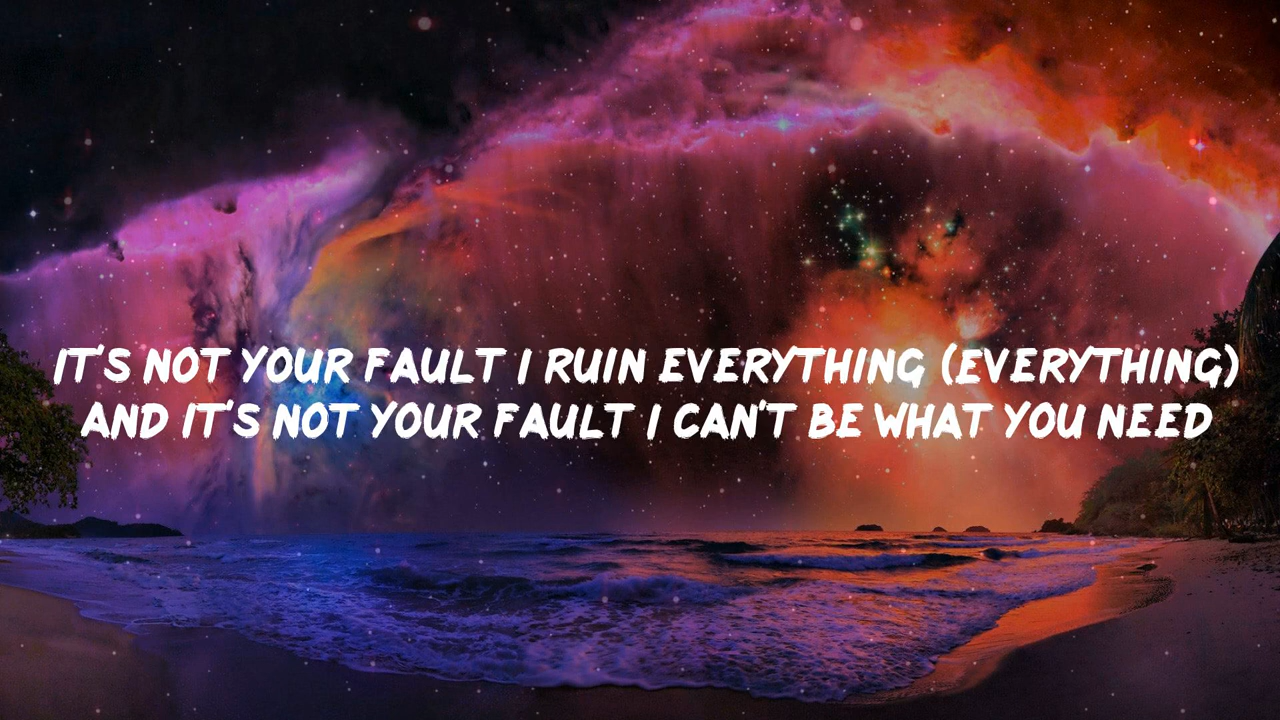 IT'S NOT YOUR FAULT I RUIN EVERYTHING (EVERYTHING)
AND IT'S NOT YOUR FAULT I CAN'T BE WHAT YOU NEED